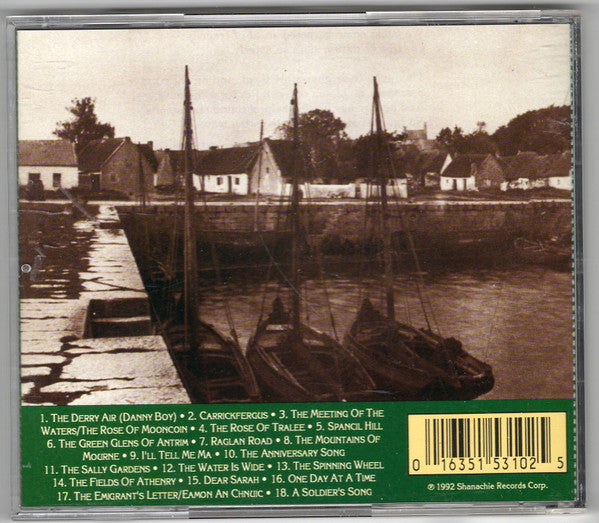 1. The Derry Air (Danny Boy) • 2. Carrickfergus • 3. The Meeting Of The
Waters/The Rose Of Mooncoin • 4. The Rose Of Tralee • 5. Spancil Hill
6. The Green Glens Of Antrim • 7. Raglan Road • 8. The Mountains Of
Mourne • 9. I'll Tell Me Ma • 10. The Anniversary Song
11. The Sally Gardens • 12. The Water Is Wide • 13. The Spinning Wheel
14. The Fields Of Athenry • 15. Dear Sarah • 16. One Day At A Time
17. The Emigrant's Letter/Eamon An Chnuic • 18. A Soldier's Song
0 16351 53102 5
℗ 1992 Shanachie Records Corp.